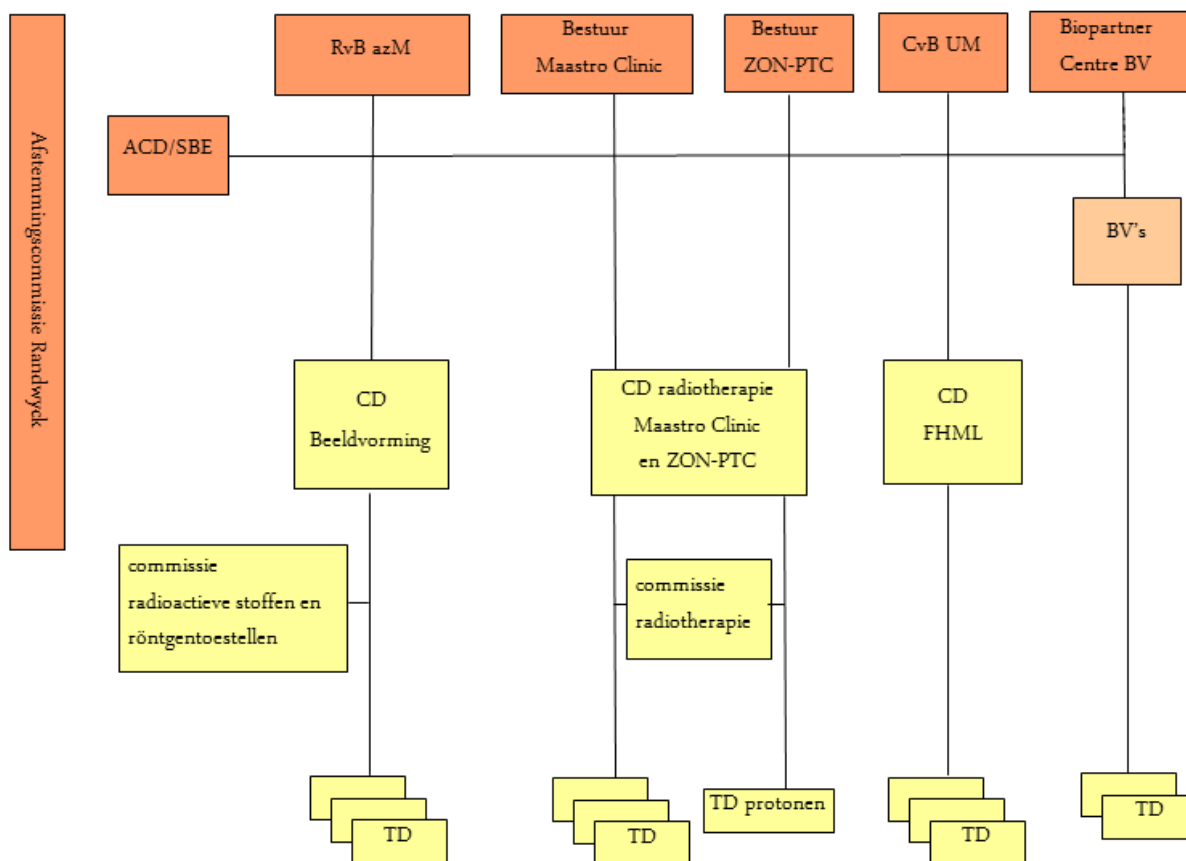 Afstemmingscommissie Randwyck
RvB azM
Bestuur
Maastro Clinic
Bestuur
ZON-PTC
CvB UM
Biopartner
Centre BV
ACD/SBE
BV's
CD
Beeldvorming
CD radiotherapie
Maastro Clinic
en ZON-PTC
CD
FHML
commissie
radioactieve stoffen en
röntgentoestellen
commissie
radiotherapie
TD
TD
TD protonen
TD
TD